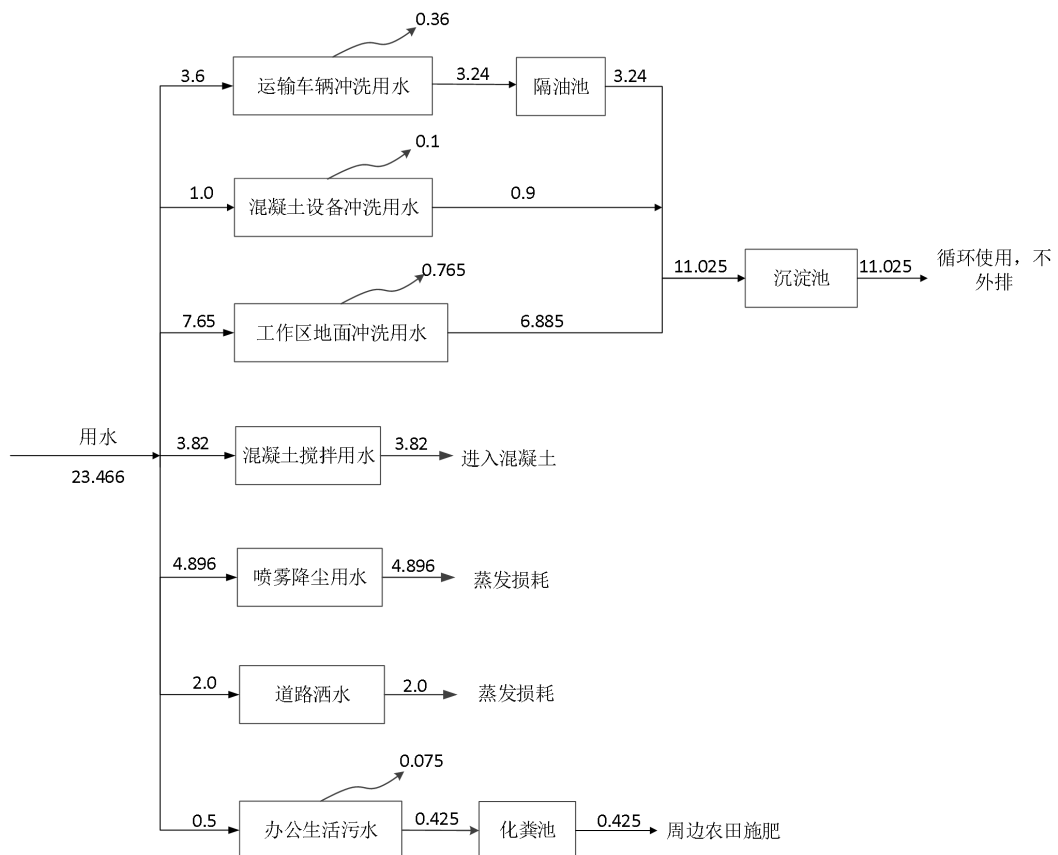 0.36
3.6
运输车辆冲洗用水
3.24
隔油池
3.24
0.1
1.0
混凝土设备冲洗用水
0.9
0.765
7.65
工作区地面冲洗用水
6.885
11.025
沉淀池
11.025
循环使用，不
外排
用水
23.466
3.82
混凝土搅拌用水
3.82
进入混凝土
4.896
喷雾降尘用水
4.896
蒸发损耗
2.0
道路洒水
2.0
蒸发损耗
0.075
0.5
办公生活污水
0.425
化粪池
0.425
周边农田施肥